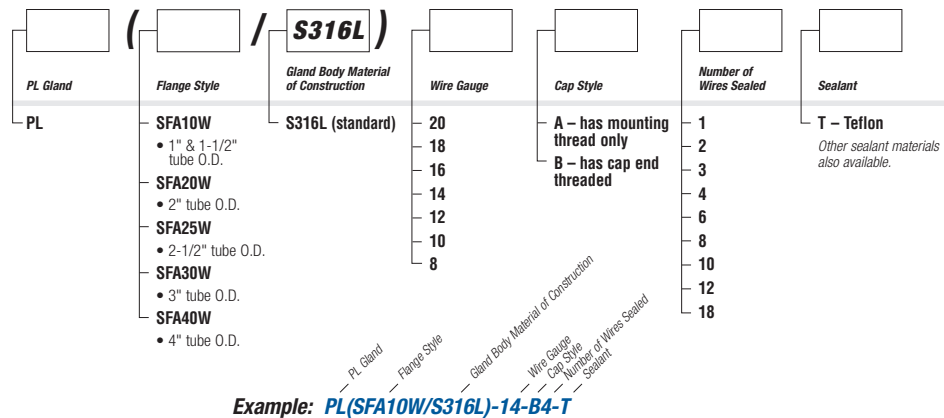 ( / S316L )
PL Gland
Flange Style
Gland Body Material
of Construction
Wire Gauge
Cap Style
Number of
Wires Sealed
Sealant
PL
SFA10W
• 1" & 1-1/2"
tube O.D.
SFA20W
• 2" tube O.D.
SFA25W
• 2-1/2" tube O.D.
SFA30W
• 3" tube O.D.
SFA40W
• 4" tube O.D.
S316L (standard)
20
18
16
14
12
10
8
A – has mounting
thread only
B – has cap end
threaded
1
2
3
4
6
8
10
12
18
T – Teflon
Other sealant materials
also available.
PL Gland
Flange Style
Gland Body Material of Construction
Wire Gauge
Cap Style
Number of Wires Sealed
Sealant
Example: PL(SFA10W/S316L)-14-B4-T